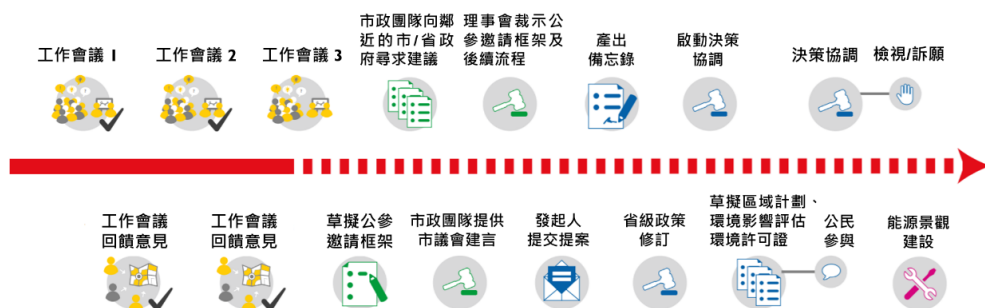 工作會議 1
工作會議 2
工作會議 3
市政團隊向鄰
近的市/省政
府尋求建議
理事會裁示公
參邀請框架及
後續流程
產出
備忘錄
啟動決策
協調
決策協調
檢視/訴願
工作會議
回饋意見
工作會議
回饋意見
草擬公參
邀請框架
市政團隊提供
市議會建言
發起人
提交提案
省級政策
修訂
草擬區域計劃、
環境影響評估
環境許可證
公民
參與
能源景觀
建設